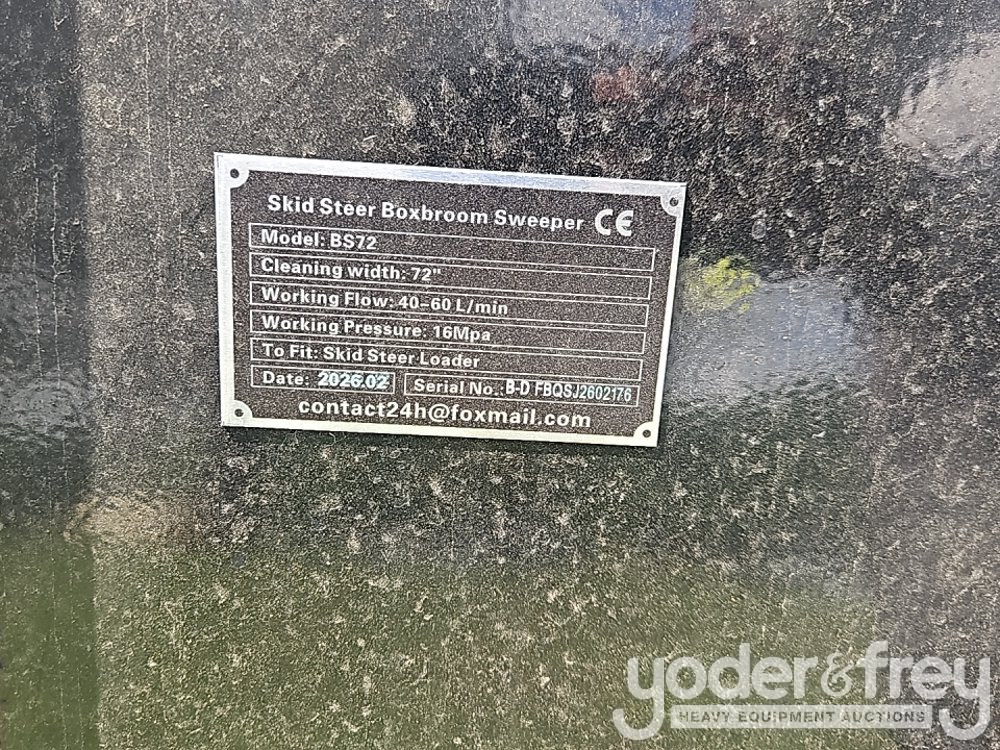 Skid Steer Boxbroom Sweeper CE
Model: BS72
Cleaning width: 72"
Working Flow: 40-60 L/min
Working Pressure: 16Mpa
To Fit: Skid Steer Loader
Date: 2026.02 Serial No.: B-D FBQSJ2602176
contact24h@foxmail.com
yoder&frey
HEAVY EQUIPMENT AUCTIONS